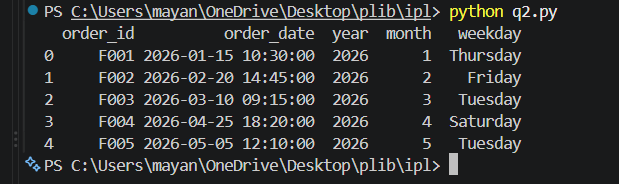 PS C:\Users\mayan\OneDrive\Desktop\plib\ipl> python q2.py
order_id order_date year month weekday
0 F001 2026-01-15 10:30:00 2026 1 Thursday
1 F002 2026-02-20 14:45:00 2026 2 Friday
2 F003 2026-03-10 09:15:00 2026 3 Tuesday
3 F004 2026-04-25 18:20:00 2026 4 Saturday
4 F005 2026-05-05 12:10:00 2026 5 Tuesday
PS C:\Users\mayan\OneDrive\Desktop\plib\ipl>